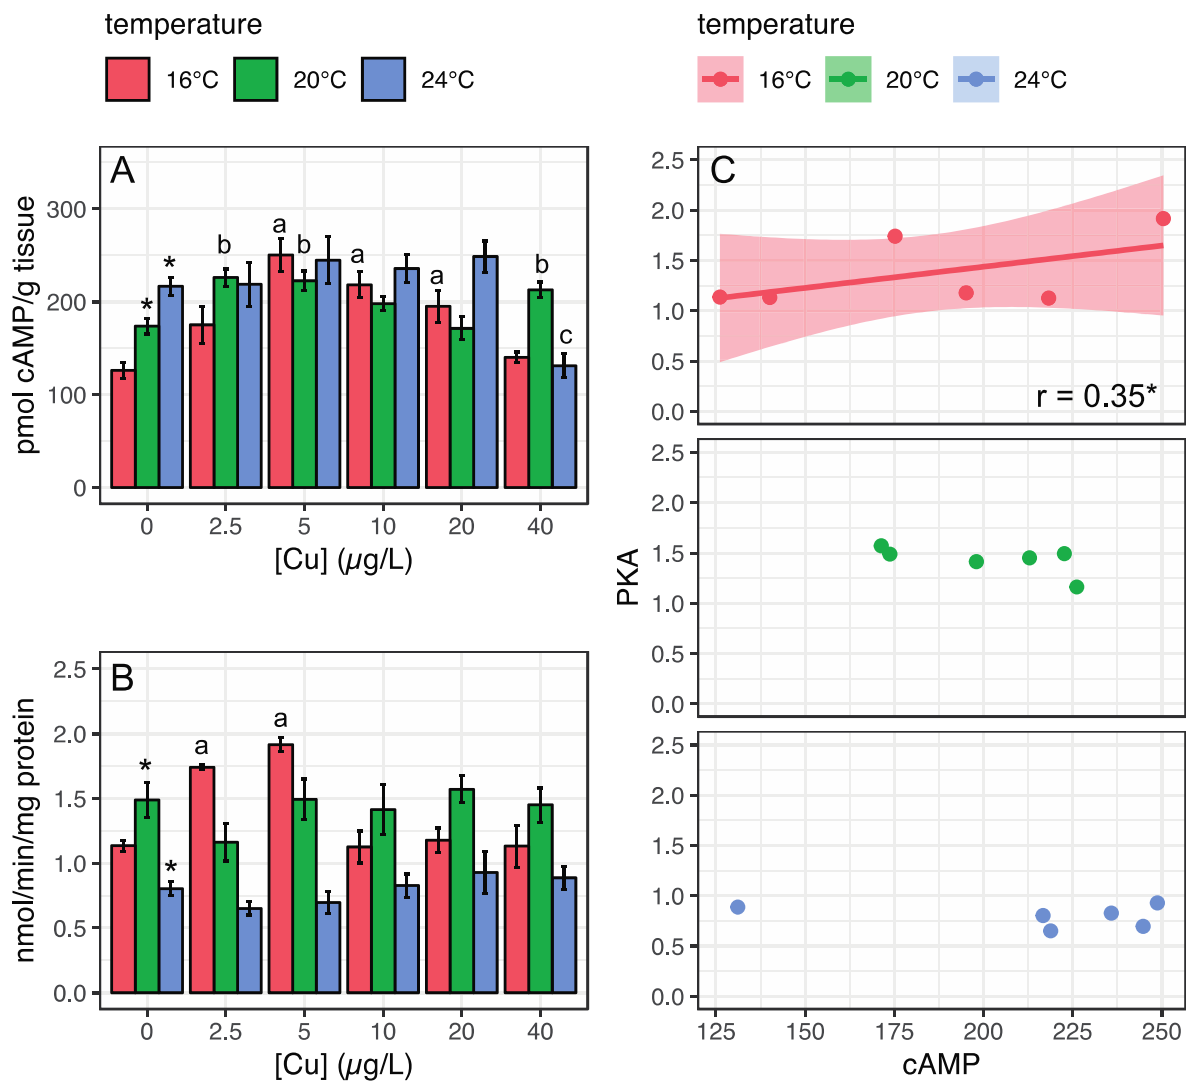 temperature
16°C 20°C 24°C
temperature
16°C 20°C 24°C
A
pmol cAMP/g tissue
300
200
100
0
* * b a b a a b c
0 2.5 5 10 20 40
[Cu] (µg/L)
B
nmol/min/mg protein
2.5
2.0
1.5
1.0
0.5
0.0
* * a a
0 2.5 5 10 20 40
[Cu] (µg/L)
C
PKA
2.5
2.0
1.5
1.0
0.5
0.0
r = 0.35*
2.5
2.0
1.5
1.0
0.5
0.0
2.5
2.0
1.5
1.0
0.5
0.0
125 150 175 200 225 250
cAMP